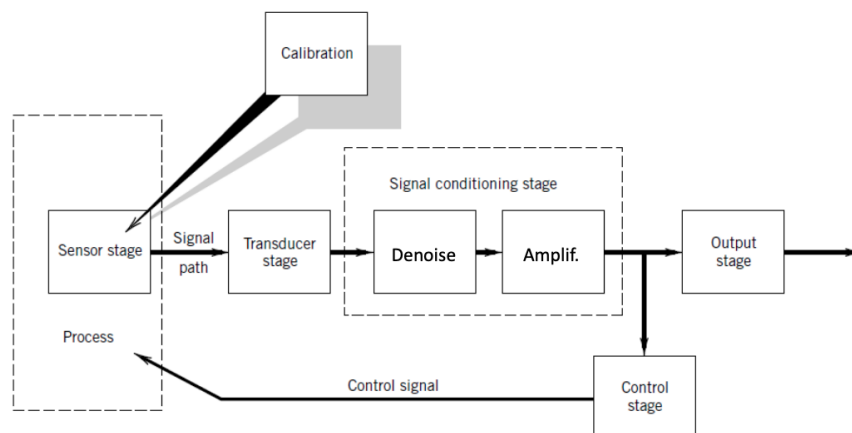 Calibration
Signal conditioning stage
Sensor stage
Signal
path
Transducer
stage
Denoise
Amplif.
Output
stage
Process
Control signal
Control
stage